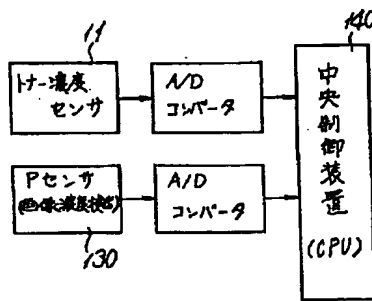 11
トナー濃度
センサ
A/D
コンバータ
Pセンサ
(画像濃度検出)
130
A/D
コンバータ
140
中央制御装置
(CPU)